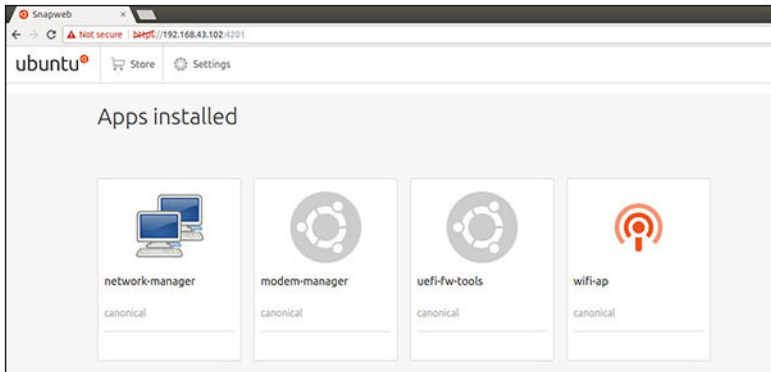 Snapweb
Not secure | https://192.168.43.102:4201
ubuntu Store Settings
Apps installed
network-manager modem-manager uefi-fw-tools wifi-ap
canonical canonical canonical canonical